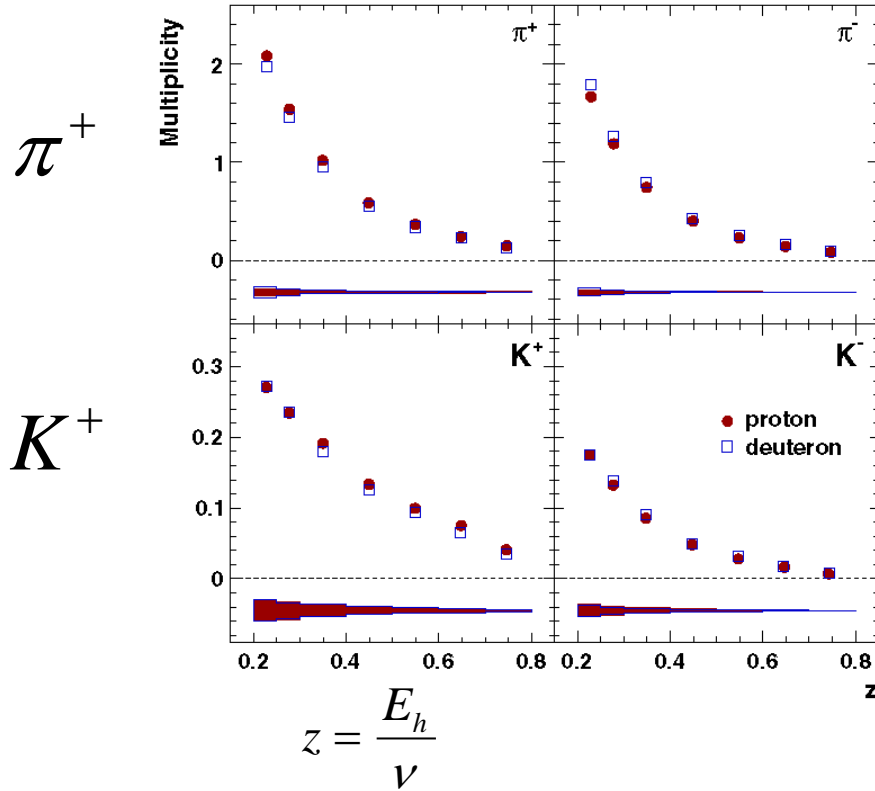 π⁺
K⁺
Multiplicity
π⁺
π⁻
2
1
0
K⁺
K⁻
0.3
0.2
0.1
0
proton
deuteron
0.2 0.4 0.6 0.8
0.2 0.4 0.6 0.8
z
z = E_h / ν